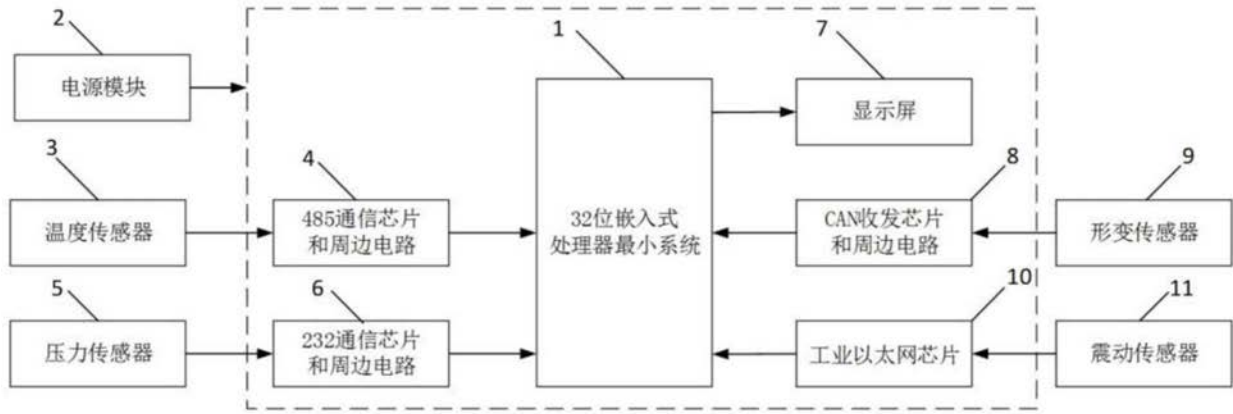 2
1
7
电源模块
显示屏
3
4
8
9
温度传感器
485通信芯片
和周边电路
32位嵌入式
处理器最小系统
CAN收发芯片
和周边电路
形变传感器
5
6
10
11
压力传感器
232通信芯片
和周边电路
工业以太网芯片
震动传感器